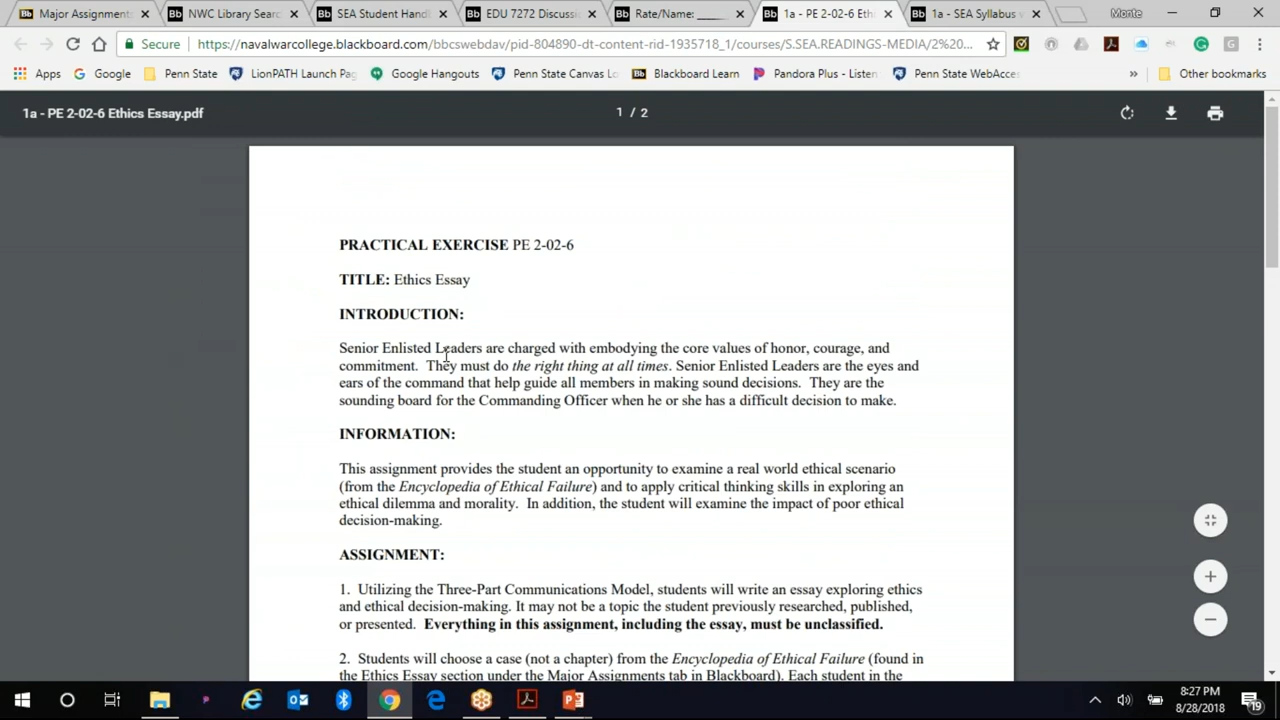 Major Assignments
NWC Library Sear
SEA Student Handl
EDU 7272 Discussi
Rate/Name: ______
1a - PE 2-02-6 Eth
1a - SEA Syllabus
Monte
Secure
https://navalwarcollege.blackboard.com/bbcswebdav/pid-804890-dt-content-rid-1935718_1/courses/S.SEA.READINGS-MEDIA/2%20...
Apps
Google
Penn State
LionPATH Launch Pag
Google Hangouts
Penn State Canvas Lo
Blackboard Learn
Pandora Plus - Listen
Penn State WebAcces
»
Other bookmarks
1a - PE 2-02-6 Ethics Essay.pdf
1 / 2
PRACTICAL EXERCISE PE 2-02-6
TITLE: Ethics Essay
INTRODUCTION:
Senior Enlisted Leaders are charged with embodying the core values of honor, courage, and
commitment. They must do the right thing at all times. Senior Enlisted Leaders are the eyes and
ears of the command that help guide all members in making sound decisions. They are the
sounding board for the Commanding Officer when he or she has a difficult decision to make.
INFORMATION:
This assignment provides the student an opportunity to examine a real world ethical scenario
(from the Encyclopedia of Ethical Failure) and to apply critical thinking skills in exploring an
ethical dilemma and morality. In addition, the student will examine the impact of poor ethical
decision-making.
ASSIGNMENT:
1. Utilizing the Three-Part Communications Model, students will write an essay exploring ethics
and ethical decision-making. It may not be a topic the student previously researched, published,
or presented. Everything in this assignment, including the essay, must be unclassified.
2. Students will choose a case (not a chapter) from the Encyclopedia of Ethical Failure (found in
the Ethics Essay section under the Major Assignments tab in Blackboard). Each student in the
8:27 PM
8/28/2018
19